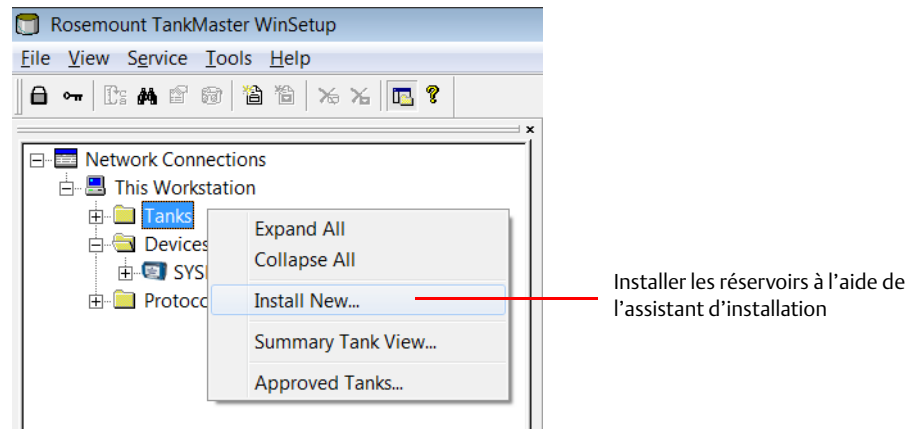 Rosemount TankMaster WinSetup
File View Service Tools Help
Network Connections
This Workstation
Tanks
Devices
SYS
Protoc
Expand All
Collapse All
Install New...
Summary Tank View...
Approved Tanks...
Installer les réservoirs à l’aide de
l’assistant d’installation